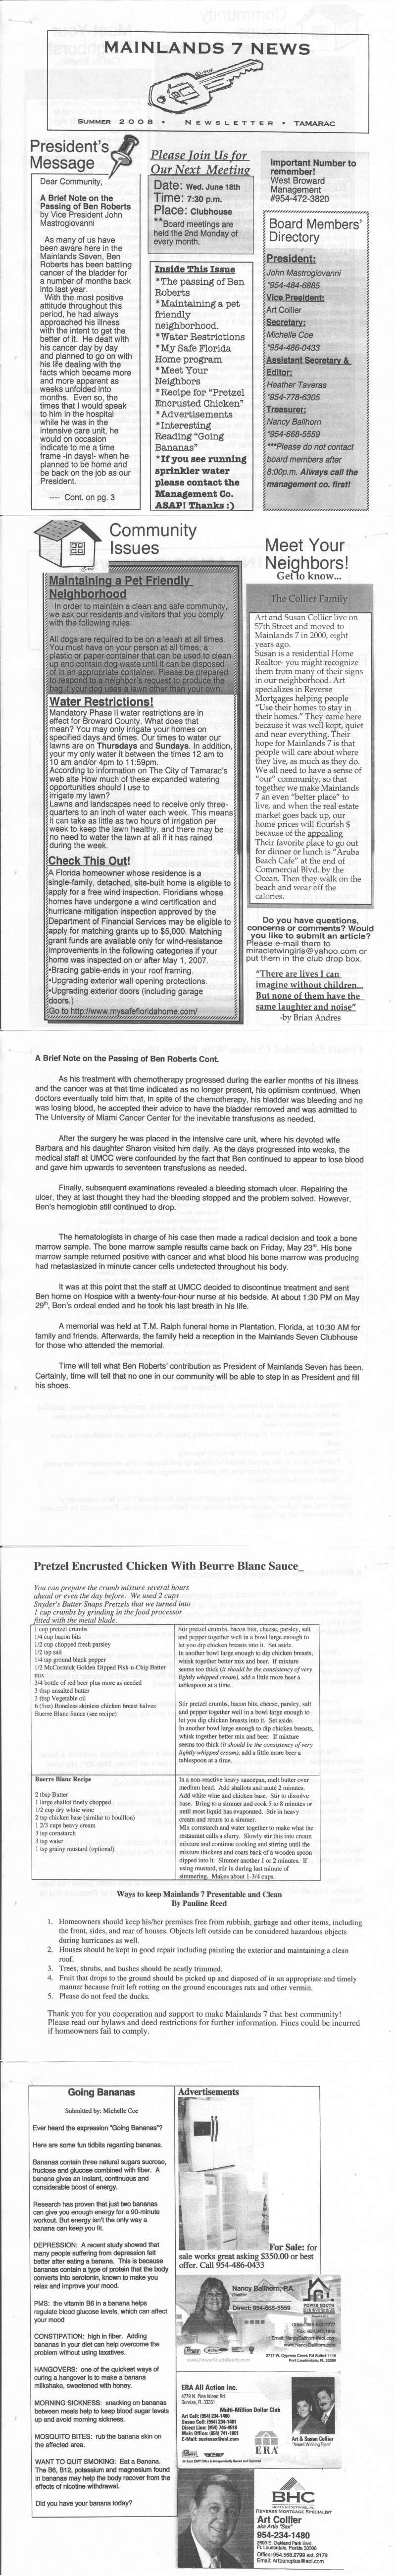 MAINLANDS 7 NEWS
SUMMER 2008 • NEWSLETTER • TAMARAC
President's
Message
Dear Community,
A Brief Note on the
Passing of Ben Roberts
by Vice President John
Mastrogiovanni
As many of us have
been aware here in the
Mainlands Seven, Ben
Roberts has been battling
cancer of the bladder for
a number of months back
into last year.
With the most positive
attitude throughout this
period, he had always
approached his illness
with the intent to get the
better of it. He dealt with
his cancer day by day
and planned to go on with
his life dealing with the
facts which became more
and more apparent as
weeks unfolded into
months. Even so, the
times that I would speak
to him in the hospital
while he was in the
intensive care unit, he
would on occasion
indicate to me a time
frame -in days!- when he
planned to be home and
be back on the job as our
President.
---- Cont. on pg. 3
Please Join Us for
Our Next Meeting
Date: Wed. June 18th
Time: 7:30 p.m.
Place: Clubhouse
**Board meetings are
held the 2nd Monday of
every month.
Inside This Issue
*The passing of Ben
Roberts
*Maintaining a pet
friendly
neighborhood.
*Water Restrictions
*My Safe Florida
Home program
*Meet Your
Neighbors
*Recipe for "Pretzel
Encrusted Chicken"
*Advertisements
*Interesting
Reading "Going
Bananas"
*If you see running
sprinkler water
please contact the
Management Co.
ASAP! Thanks :)
Important Number to
remember!
West Broward
Management
#954-472-3820
Board Members'
Directory
President:
John Mastrogiovanni
*954-484-6885
Vice President:
Art Collier
Secretary:
Michelle Coe
*954-486-0433
Assistant Secretary &
Editor:
Heather Taveras
*954-778-6305
Treasurer:
Nancy Ballhorn
*954-668-5559
***Please do not contact
board members after
8:00p.m. Always call the
management co. first!
Community
Issues
Maintaining a Pet Friendly
Neighborhood
In order to maintain a clean and safe community,
we ask our residents and visitors that you comply
with the following rules:
All dogs are required to be on a leash at all times.
You must have on your person at all times, a
plastic or paper container that can be used to clean
up and contain dog waste until it can be disposed
of in an appropriate container. Please be prepared
to respond to a neighbor's request to produce the
bag if your dog uses a lawn other than your own.
Water Restrictions!
Mandatory Phase II water restrictions are in
effect for Broward County. What does that
mean? You may only irrigate your homes on
specified days and times. Our times to water our
lawns are on Thursdays and Sundays. In addition,
your my only water it between the times 12 am to
10 am and/or 4pm to 11:59pm.
According to information on The City of Tamarac's
web site How much of these expanded watering
opportunities should I use to
irrigate my lawn?
Lawns and landscapes need to receive only three-
quarters to an inch of water each week. This means
it can take as little as two hours of irrigation per
week to keep the lawn healthy, and there may be
no need to water the lawn at all if it has rained
during the week.
Check This Out!
A Florida homeowner whose residence is a
single-family, detached, site-built home is eligible to
apply for a free wind inspection. Floridians whose
homes have undergone a wind certification and
hurricane mitigation inspection approved by the
Department of Financial Services may be eligible to
apply for matching grants up to $5,000. Matching
grant funds are available only for wind-resistance
improvements in the following categories if your
home was inspected on or after May 1, 2007.
•Bracing gable-ends in your roof framing.
•Upgrading exterior wall opening protections.
•Upgrading exterior doors (including garage
doors.)
Go to http://www.mysafefloridahome.com/
Meet Your
Neighbors!
Get to know...
The Collier Family
Art and Susan Collier live on
57th Street and moved to
Mainlands 7 in 2000, eight
years ago.
Susan is a residential Home
Realtor- you might recognize
them from many of their signs
in our neighborhood. Art
specializes in Reverse
Mortgages helping people
"Use their homes to stay in
their homes." They came here
because it was well kept, quiet
and near everything. Their
hope for Mainlands 7 is that
people will care about where
they live, as much as they do.
We all need to have a sense of
"our" community, so that
together we make Mainlands
7 an even "better place" to
live, and when the real estate
market goes back up, our
home prices will flourish $
because of the appealing
Their favorite place to go out
for dinner or lunch is "Aruba
Beach Cafe" at the end of
Commercial Blvd. by the
Ocean. Then they walk on the
beach and wear off the
calories.
Do you have questions,
concerns or comments? Would
you like to submit an article?
Please e-mail them to
miracletwingirls@yahoo.com or
put them in the club drop box.
"There are lives I can
imagine without children...
But none of them have the
same laughter and noise"
-by Brian Andres
A Brief Note on the Passing of Ben Roberts Cont.
As his treatment with chemotherapy progressed during the earlier months of his illness
and the cancer was at that time indicated as no longer present, his optimism continued. When
doctors eventually told him that, in spite of the chemotherapy, his bladder was bleeding and he
was losing blood, he accepted their advice to have the bladder removed and was admitted to
The University of Miami Cancer Center for the inevitable transfusions as needed.
After the surgery he was placed in the intensive care unit, where his devoted wife
Barbara and his daughter Sharon visited him daily. As the days progressed into weeks, the
medical staff at UMCC were confounded by the fact that Ben continued to appear to lose blood
and gave him upwards to seventeen transfusions as needed.
Finally, subsequent examinations revealed a bleeding stomach ulcer. Repairing the
ulcer, they at last thought they had the bleeding stopped and the problem solved. However,
Ben's hemoglobin still continued to drop.
The hematologists in charge of his case then made a radical decision and took a bone
marrow sample. The bone marrow sample results came back on Friday, May 23rd. His bone
marrow sample returned positive with cancer and what blood his bone marrow was producing
had metastasized in minute cancer cells undetected throughout his body.
It was at this point that the staff at UMCC decided to discontinue treatment and sent
Ben home on Hospice with a twenty-four-hour nurse at his bedside. At about 1:30 PM on May
29th, Ben's ordeal ended and he took his last breath in his life.
A memorial was held at T.M. Ralph funeral home in Plantation, Florida, at 10:30 AM for
family and friends. Afterwards, the family held a reception in the Mainlands Seven Clubhouse
for those who attended the memorial.
Time will tell what Ben Roberts' contribution as President of Mainlands Seven has been.
Certainly, time will tell that no one in our community will be able to step in as President and fill
his shoes.
Pretzel Encrusted Chicken With Beurre Blanc Sauce_
You can prepare the crumb mixture several hours
ahead or even the day before. We used 2 cups
Snyder's Butter Snaps Pretzels that we turned into
1 cup crumbs by grinding in the food processor
fitted with the metal blade.
1 cup pretzel crumbs
1/4 cup bacon bits
1/2 cup chopped fresh parsley
1/2 tsp salt
1/4 tsp ground black pepper
1/2 McCormick Golden Dipped Fish-n-Chip Batter
mix
3/4 bottle of red beer plus more as needed
3 tbsp unsalted butter
3 tbsp Vegetable oil
6 (5oz) Boneless skinless chicken breast halves
Buerre Blanc Sauce (see recipe)
Stir pretzel crumbs, bacon bits, cheese, parsley, salt
and pepper together well in a bowl large enough to
let you dip chicken breasts into it. Set aside.
In another bowl large enough to dip chicken breasts,
whisk together butter mix and beer. If mixture
seems too thick (it should be the consistency of very
lightly whipped cream), add a little more beer a
tablespoon at a time.
Stir pretzel crumbs, bacon bits, cheese, parsley, salt
and pepper together well in a bowl large enough to
let you dip chicken breasts into it. Set aside.
In another bowl large enough to dip chicken breasts,
whisk together better mix and beer. If mixture
seems too thick (it should be the consistency of very
lightly whipped cream), add a little more beer a
tablespoon at a time.
Buerre Blanc Recipe
2 tbsp Butter
1 large shallot finely chopped
1/2 cup dry white wine
2 tsp chicken base (similar to bouillon)
1 2/3 cups heavy cream
3 tsp cornstarch
3 tsp water
1 tsp grainy mustard (optional)
In a non-reactive heavy saucepan, melt butter over
medium head. Add shallots and sauté 2 minutes.
Add white wine and chicken base. Stir to dissolve
base. Bring to a simmer and cook 5 to 8 minutes or
until most liquid has evaporated. Stir in heavy
cream and return to a simmer.
Mix cornstarch and water together to make what the
restaurant calls a slurry. Slowly stir this into cream
mixture and continue cooking and stirring until the
mixture thickens and coats back of a wooden spoon
dipped into it. Simmer another 1 or 2 minutes. If
using mustard, stir in during last minute of
simmering. Makes about 1-3/4 cups.
Ways to keep Mainlands 7 Presentable and Clean
By Pauline Reed
1. Homeowners should keep his/her premises free from rubbish, garbage and other items, including
the front, sides, and rear of houses. Objects left outside can be considered hazardous objects
during hurricanes as well.
2. Houses should be kept in good repair including painting the exterior and maintaining a clean
roof.
3. Trees, shrubs, and bushes should be neatly trimmed.
4. Fruit that drops to the ground should be picked up and disposed of in an appropriate and timely
manner because fruit left rotting on the ground encourages rats and other vermin.
5. Please do not feed the ducks.
Thank you for you cooperation and support to make Mainlands 7 that best community!
Please read our bylaws and deed restrictions for further information. Fines could be incurred
if homeowners fail to comply.
Going Bananas
Submitted by: Michelle Coe
Ever heard the expression "Going Bananas"?
Here are some fun tidbits regarding bananas.
Bananas contain three natural sugars sucrose,
fructose and glucose combined with fiber. A
banana gives an instant, continuous and
considerable boost of energy.
Research has proven that just two bananas
can give you enough energy for a 90-minute
workout. But energy isn't the only way a
banana can keep you fit.
DEPRESSION: A recent study showed that
many people suffering from depression felt
better after eating a banana. This is because
bananas contain a type of protein that the body
converts into serotonin, known to make you
relax and improve your mood.
PMS: the vitamin B6 in a banana helps
regulate blood glucose levels, which can affect
your mood
CONSTIPATION: high in fiber. Adding
bananas in your diet can help overcome the
problem without using laxatives.
HANGOVERS: one of the quickest ways of
curing a hangover is to make a banana
milkshake, sweetened with honey.
MORNING SICKNESS: snacking on bananas
between meals help to keep blood sugar levels
up and avoid morning sickness.
MOSQUITO BITES: rub the banana skin on
the affected area.
WANT TO QUIT SMOKING: Eat a Banana.
The B6, B12, potassium and magnesium found
in bananas may help the body recover from the
effects of nicotine withdrawal.
Did you have your banana today?
Advertisements
For Sale: for
sale works great asking $350.00 or best
offer. Call 954-486-0433
Nancy Ballhorn, P.A.
Realtor
Direct: 954-668-5559
POWER SOUTH
2717 W. Cypress Creek Rd Suite# 1116
Fort Lauderdale, FL 33309
ERA All Action Inc.
4279 N. Pine Island Rd.
Sunrise, FL 33351
Multi-Million Dollar Club
Art Cell: (954) 234-1480
Susan Cell: (954) 234-1481
ERA
Art & Susan Collier
"Award Winning Team"
BHC
REVERSE MORTGAGE SPECIALIST
Art Collier
aka Artie "Sax"
954-234-1480
2699 E. Oakland Park Blvd.
Ft. Lauderdale, Florida 33306
Office: 954.568.2799 ext. 2179
Email: Artbancplus@aol.com